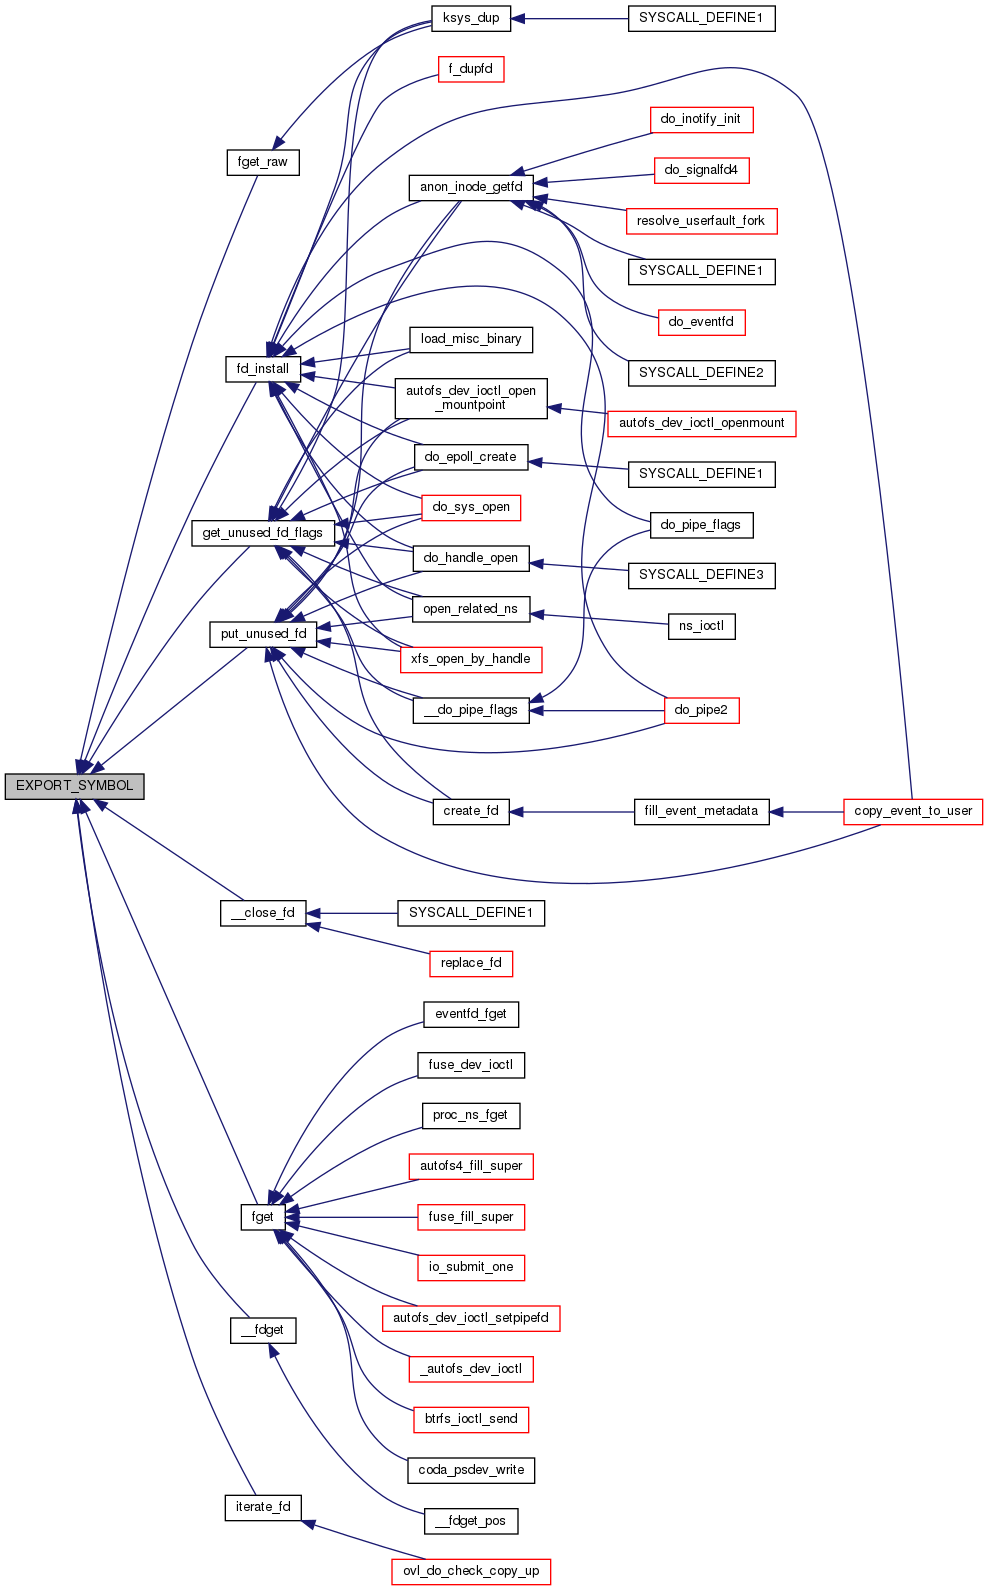 ksys_dup
SYSCALL_DEFINE1
f_dupfd
do_inotify_init
fget_raw
do_signalfd4
anon_inode_getfd
resolve_userfault_fork
SYSCALL_DEFINE1
do_eventfd
load_misc_binary
fd_install
SYSCALL_DEFINE2
autofs_dev_ioctl_open
_mountpoint
autofs_dev_ioctl_openmount
do_epoll_create
SYSCALL_DEFINE1
do_sys_open
do_pipe_flags
get_unused_fd_flags
do_handle_open
SYSCALL_DEFINE3
open_related_ns
ns_ioctl
put_unused_fd
xfs_open_by_handle
__do_pipe_flags
do_pipe2
EXPORT_SYMBOL
create_fd
fill_event_metadata
copy_event_to_user
__close_fd
SYSCALL_DEFINE1
replace_fd
eventfd_fget
fuse_dev_ioctl
proc_ns_fget
autofs4_fill_super
fget
fuse_fill_super
io_submit_one
autofs_dev_ioctl_setpipefd
__fdget
_autofs_dev_ioctl
btrfs_ioctl_send
coda_psdev_write
iterate_fd
__fdget_pos
ovl_do_check_copy_up